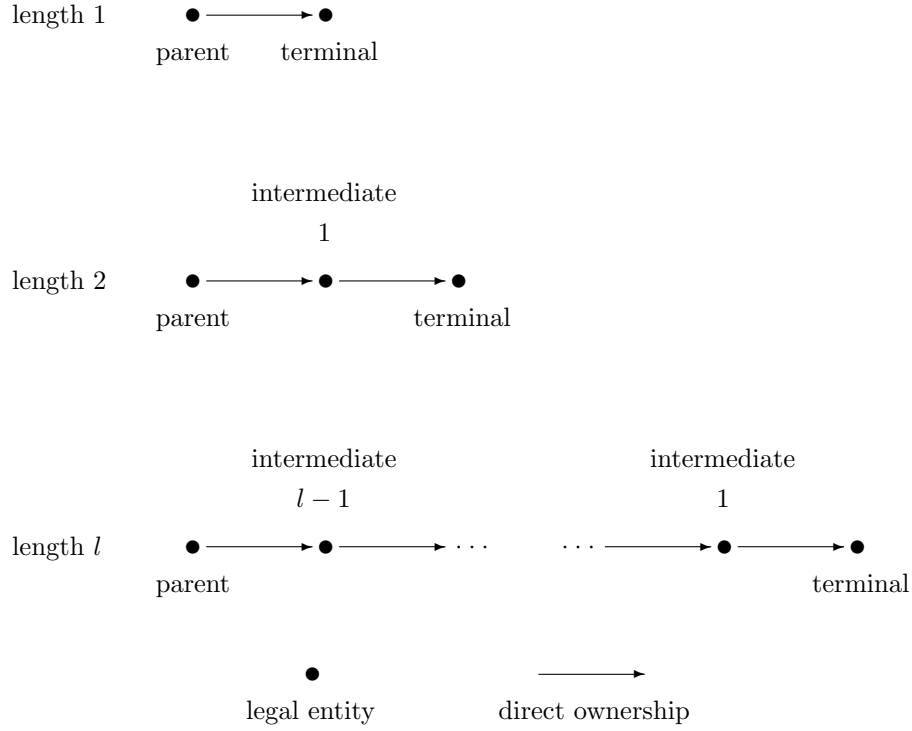 length 1
parent terminal
intermediate
1
length 2
parent terminal
intermediate intermediate
l − 1 1
length l ··· ···
parent terminal
legal entity direct ownership